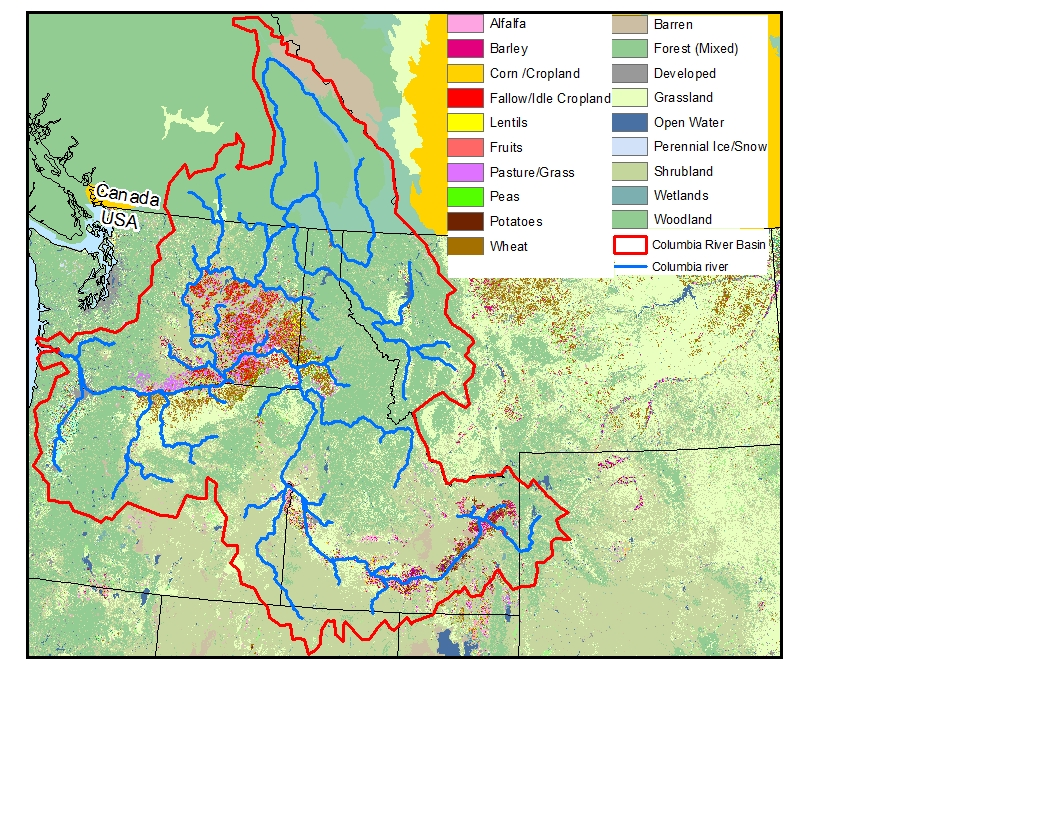 Alfalfa
Barley
Corn /Cropland
Fallow/Idle Cropland
Lentils
Fruits
Pasture/Grass
Peas
Potatoes
Wheat
Barren
Forest (Mixed)
Developed
Grassland
Open Water
Perennial Ice/Snow
Shrubland
Wetlands
Woodland
Columbia River Basin
Columbia river
Canada
USA